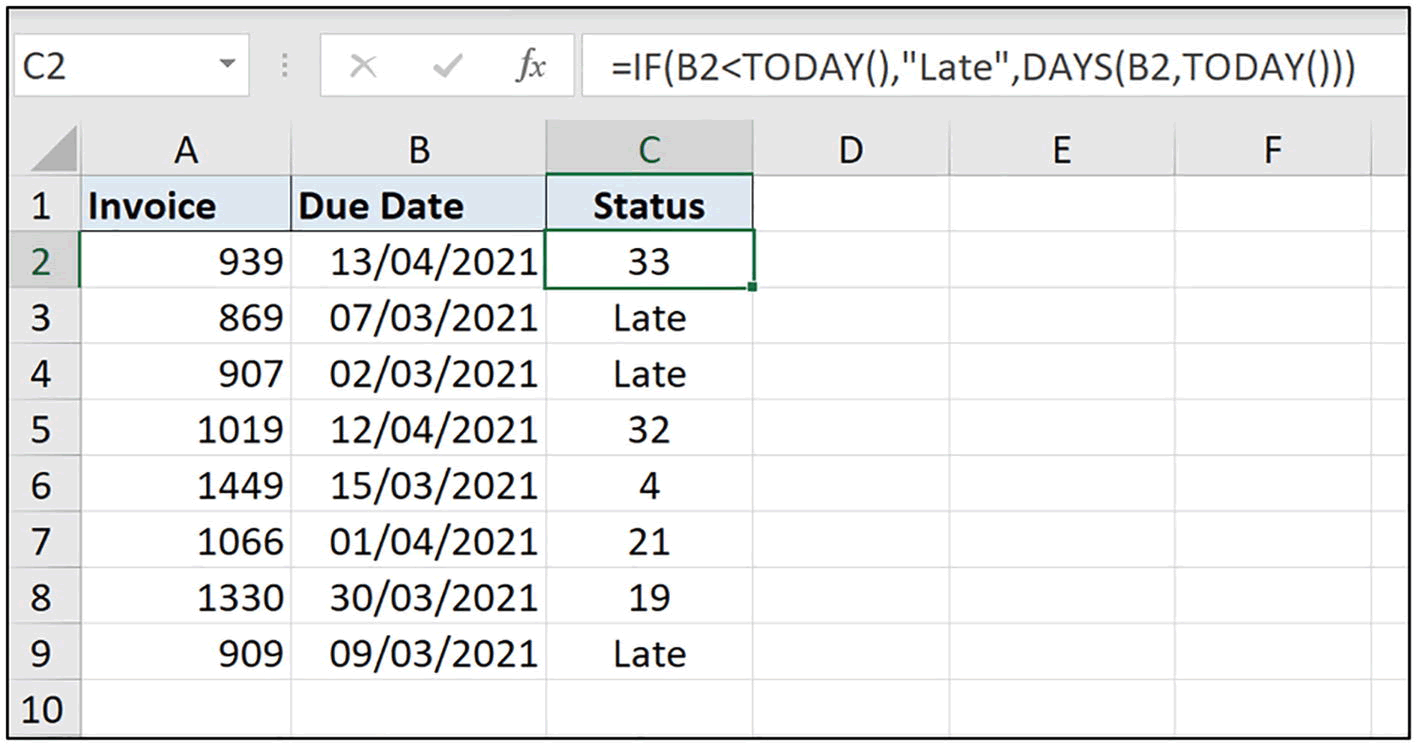 C2 fx =IF(B2<TODAY(),"Late",DAYS(B2,TODAY()))
A B C D E F
1 Invoice Due Date Status
2 939 13/04/2021 33
3 869 07/03/2021 Late
4 907 02/03/2021 Late
5 1019 12/04/2021 32
6 1449 15/03/2021 4
7 1066 01/04/2021 21
8 1330 30/03/2021 19
9 909 09/03/2021 Late
10